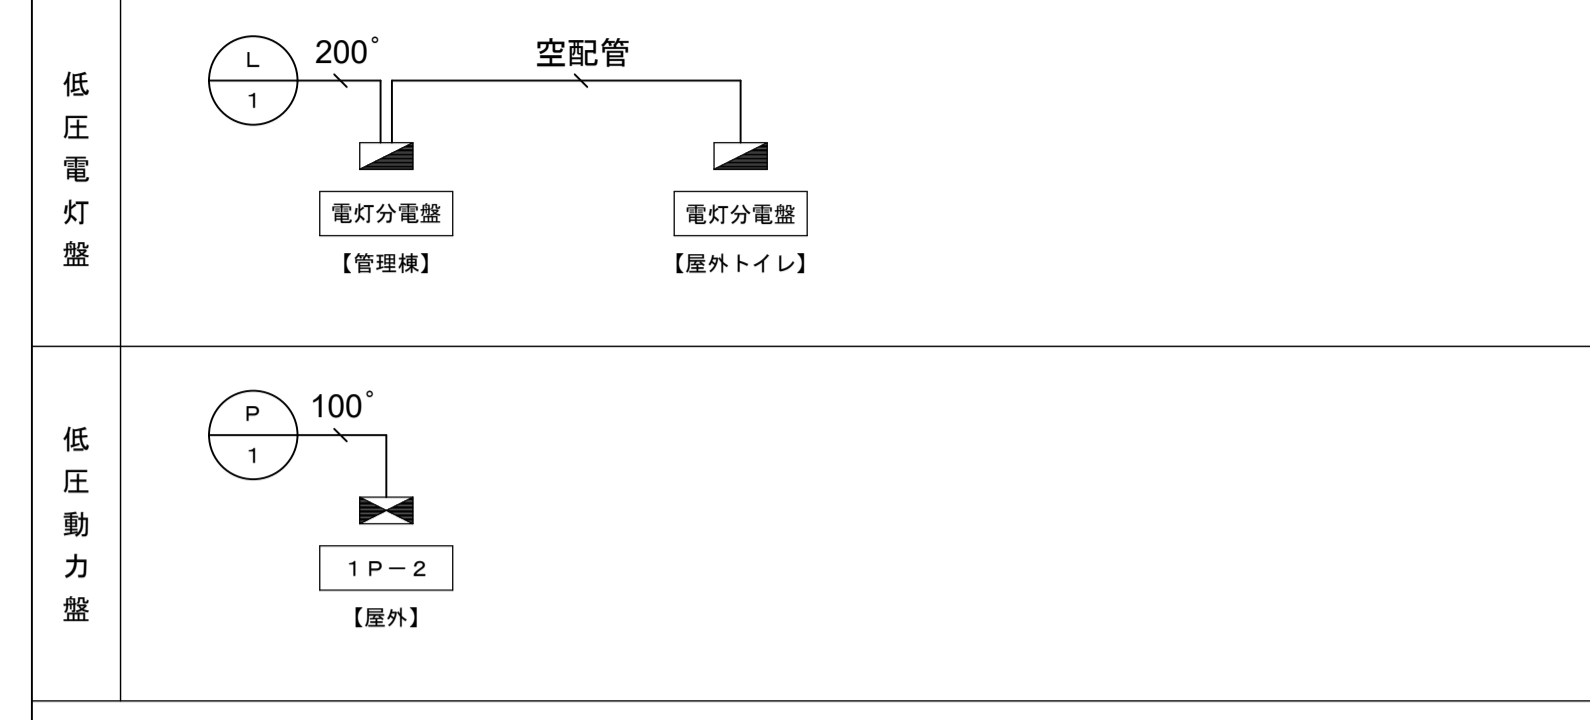 低圧電灯盤
L
1
200°
空配管
電灯分電盤
【管理棟】
電灯分電盤
【屋外トイレ】
低圧動力盤
P
1
100°
1P-2
【屋外】